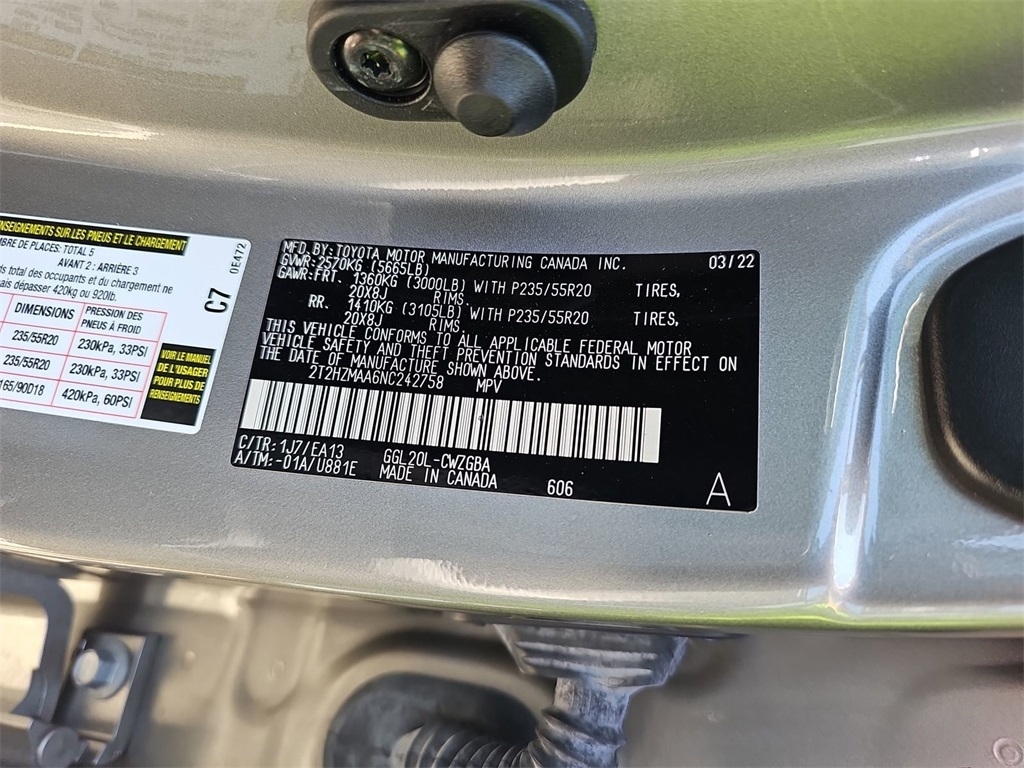 ENSEIGNEMENTS SUR LES PNEUS ET LE CHARGEMENT
MBRE DE PLACES: TOTAL 5
AVANT 2 : ARRIÈRE 3
ds total des occupants et du chargement ne
ais dépasser 420kg ou 920lb.
DIMENSIONS PRESSION DES PNEUS À FROID
235/55R20 230kPa, 33PSI
235/55R20 230kPa, 33PSI
165/90D18 420kPa, 60PSI
VOIR LE MANUEL
DE L'USAGER
POUR PLUS DE
RENSEIGNEMENTS
0E472
C7
MFD. BY: TOYOTA MOTOR MANUFACTURING CANADA INC. 03/22
GVWR: 2570KG (5665LB)
GAWR: FRT. 1360KG (3000LB) WITH P235/55R20 TIRES,
20X8J RIMS.
RR. 1410KG (3105LB) WITH P235/55R20 TIRES,
20X8J RIMS.
THIS VEHICLE CONFORMS TO ALL APPLICABLE FEDERAL MOTOR
VEHICLE SAFETY AND THEFT PREVENTION STANDARDS IN EFFECT ON
THE DATE OF MANUFACTURE SHOWN ABOVE.
2T2HZMAA6NC242758 MPV
C/TR: 1J7/EA13 GGL20L-CWZGBA
A/TM: -01A/U881E MADE IN CANADA 606
A